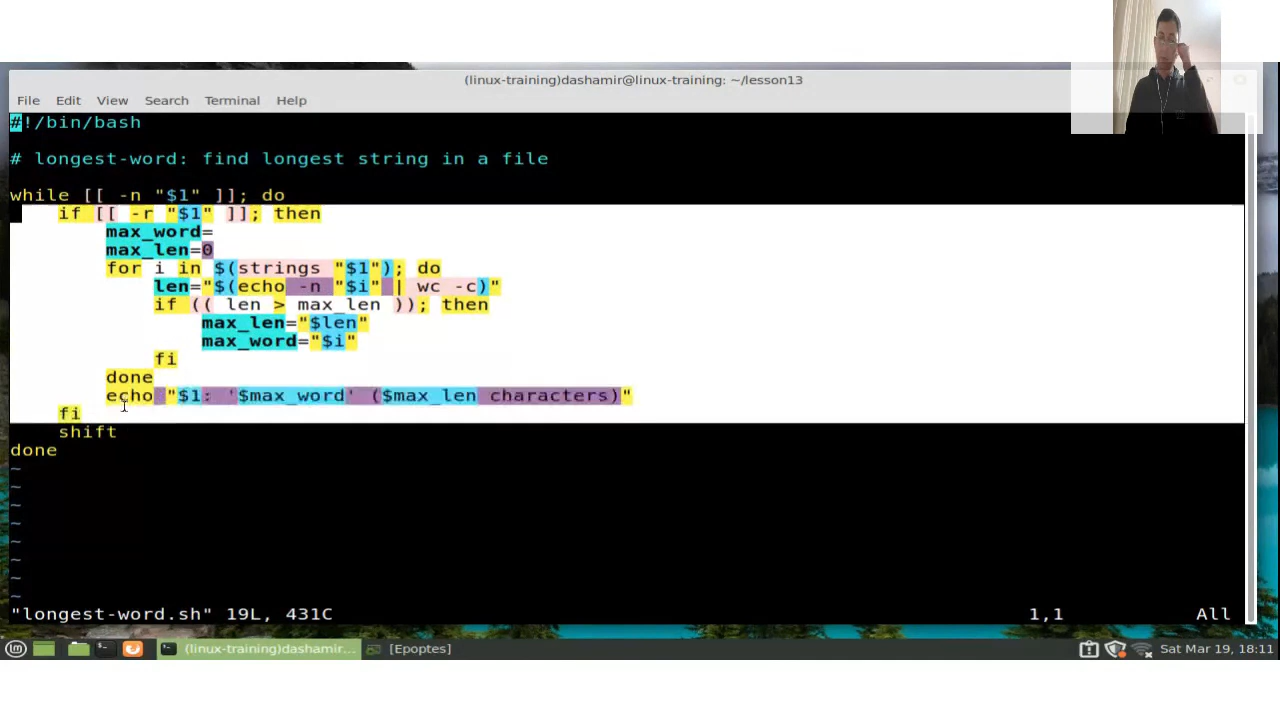 (linux-training)dashamir@linux-training: ~/lesson13
File Edit View Search Terminal Help
#!/bin/bash
# longest-word: find longest string in a file
while [[ -n "$1" ]]; do
    if [[ -r "$1" ]]; then
        max_word=
        max_len=0
        for i in $(strings "$1"); do
            len="$(echo -n "$i" | wc -c)"
            if (( len > max_len )); then
                max_len="$len"
                max_word="$i"
            fi
        done
        echo "$1: '$max_word' ($max_len characters)"
    fi
    shift
done
~
~
~
~
~
~
~
~
"longest-word.sh" 19L, 431C 1,1 All
(linux-training)dashamir... [Epoptes] Sat Mar 19, 18:11